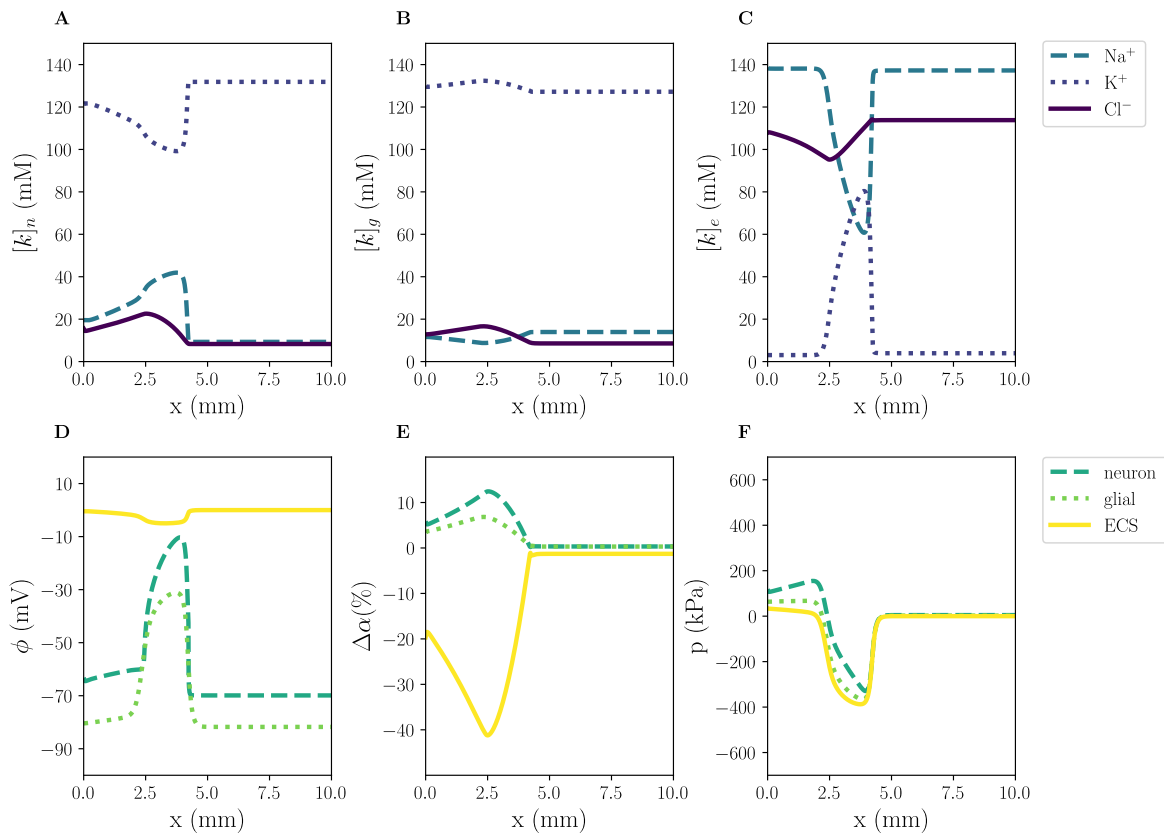 A
B
C
[k]n (mM)
140
120
100
80
60
40
20
0
0.0 2.5 5.0 7.5 10.0
x (mm)
[k]g (mM)
140
120
100
80
60
40
20
0
0.0 2.5 5.0 7.5 10.0
x (mm)
[k]e (mM)
140
120
100
80
60
40
20
0
0.0 2.5 5.0 7.5 10.0
x (mm)
Na⁺
K⁺
Cl⁻
D
E
F
ϕ (mV)
10
−10
−30
−50
−70
−90
0.0 2.5 5.0 7.5 10.0
x (mm)
Δα(%)
10
0
−10
−20
−30
−40
0.0 2.5 5.0 7.5 10.0
x (mm)
p (kPa)
600
400
200
0
−200
−400
−600
0.0 2.5 5.0 7.5 10.0
x (mm)
neuron
glial
ECS